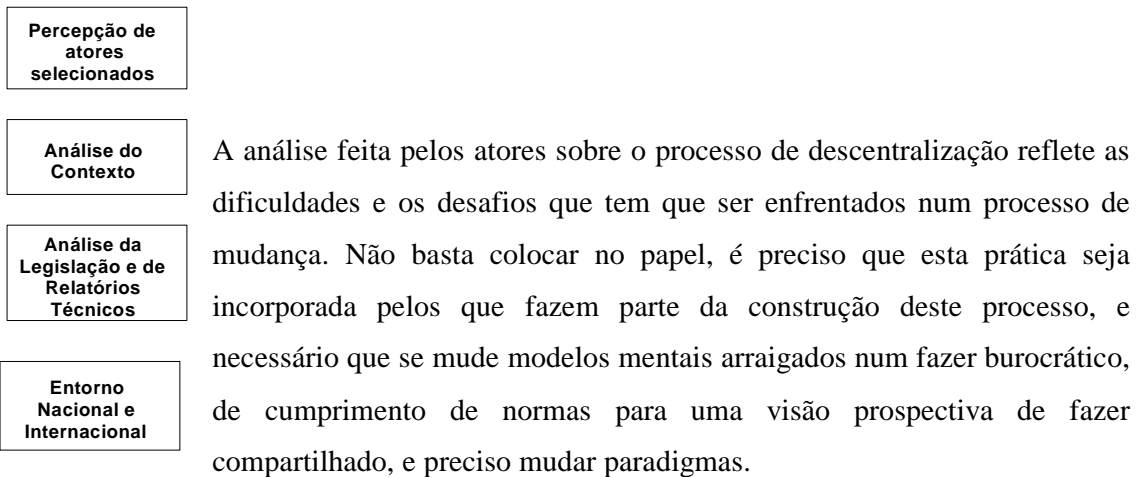 Percepção de
atores
selecionados
Análise do
Contexto
Análise da
Legislação e de
Relatórios
Técnicos
Entorno
Nacional e
Internacional
A análise feita pelos atores sobre o processo de descentralização reflete as
dificuldades e os desafios que tem que ser enfrentados num processo de
mudança. Não basta colocar no papel, é preciso que esta prática seja
incorporada pelos que fazem parte da construção deste processo, e
necessário que se mude modelos mentais arraigados num fazer burocrático,
de cumprimento de normas para uma visão prospectiva de fazer
compartilhado, e preciso mudar paradigmas.